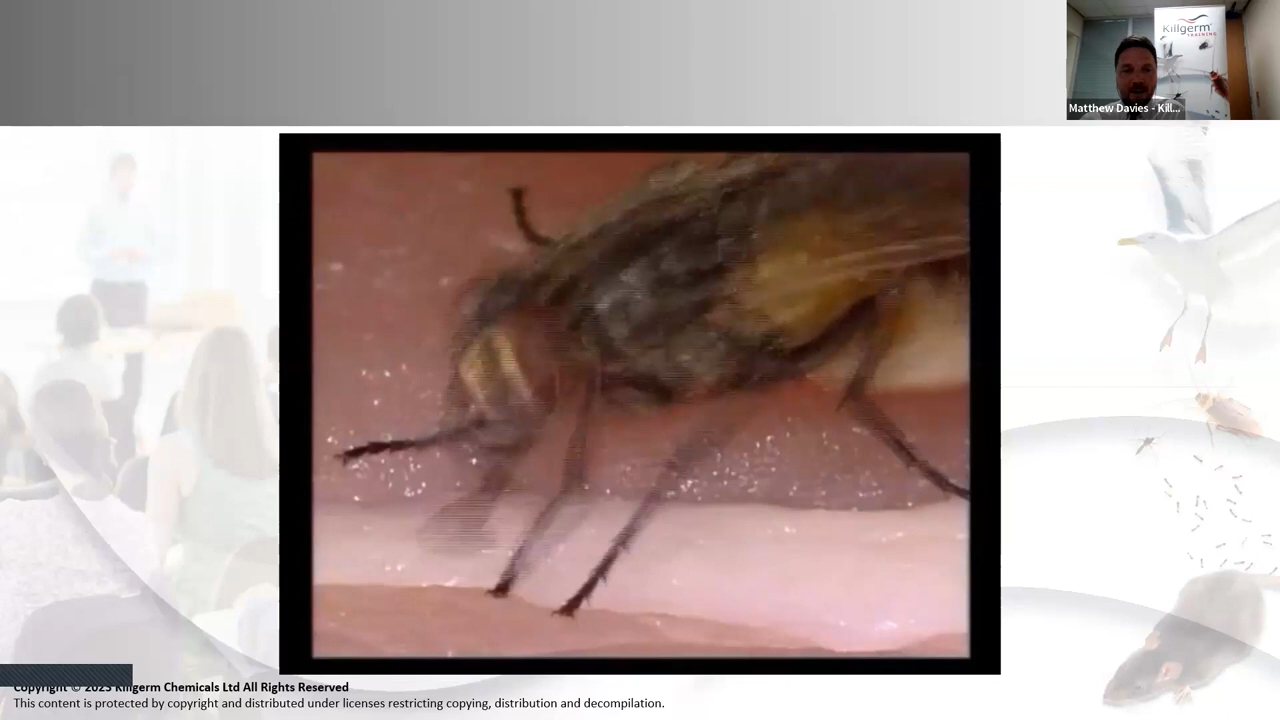 Killgerm
TRAINING
Matthew Davies - Kill...
Copyright © 2023 Killgerm Chemicals Ltd All Rights Reserved
This content is protected by copyright and distributed under licenses restricting copying, distribution and decompilation.